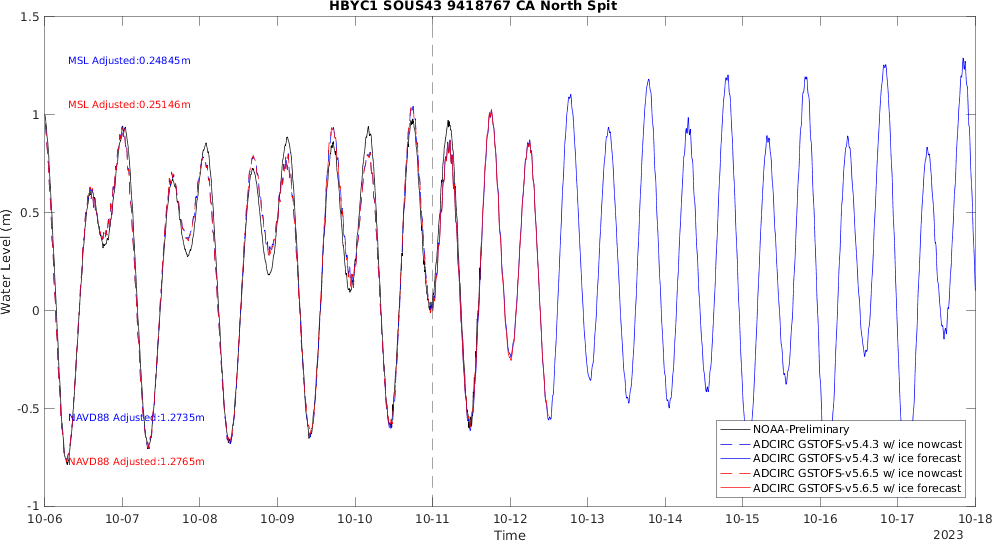 HBYC1 SOUS43 9418767 CA North Spit
1.5
1
0.5
0
-0.5
-1
Water Level (m)
MSL Adjusted:0.24845m
MSL Adjusted:0.25146m
NAVD88 Adjusted:1.2735m
NAVD88 Adjusted:1.2765m
NOAA-Preliminary
ADCIRC GSTOFS-v5.4.3 w/ ice nowcast
ADCIRC GSTOFS-v5.4.3 w/ ice forecast
ADCIRC GSTOFS-v5.6.5 w/ ice nowcast
ADCIRC GSTOFS-v5.6.5 w/ ice forecast
10-06 10-07 10-08 10-09 10-10 10-11 10-12 10-13 10-14 10-15 10-16 10-17 10-18
Time
2023